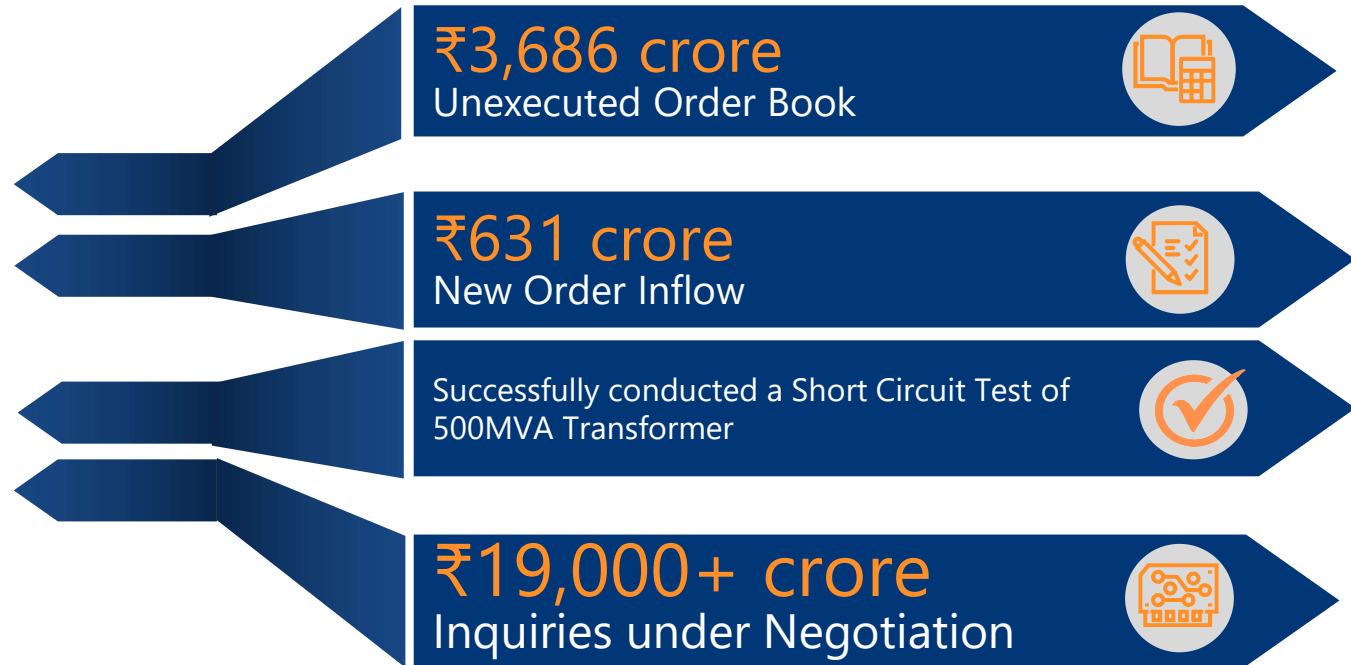 ₹3,686 crore
Unexecuted Order Book
₹631 crore
New Order Inflow
Successfully conducted a Short Circuit Test of
500MVA Transformer
₹19,000+ crore
Inquiries under Negotiation